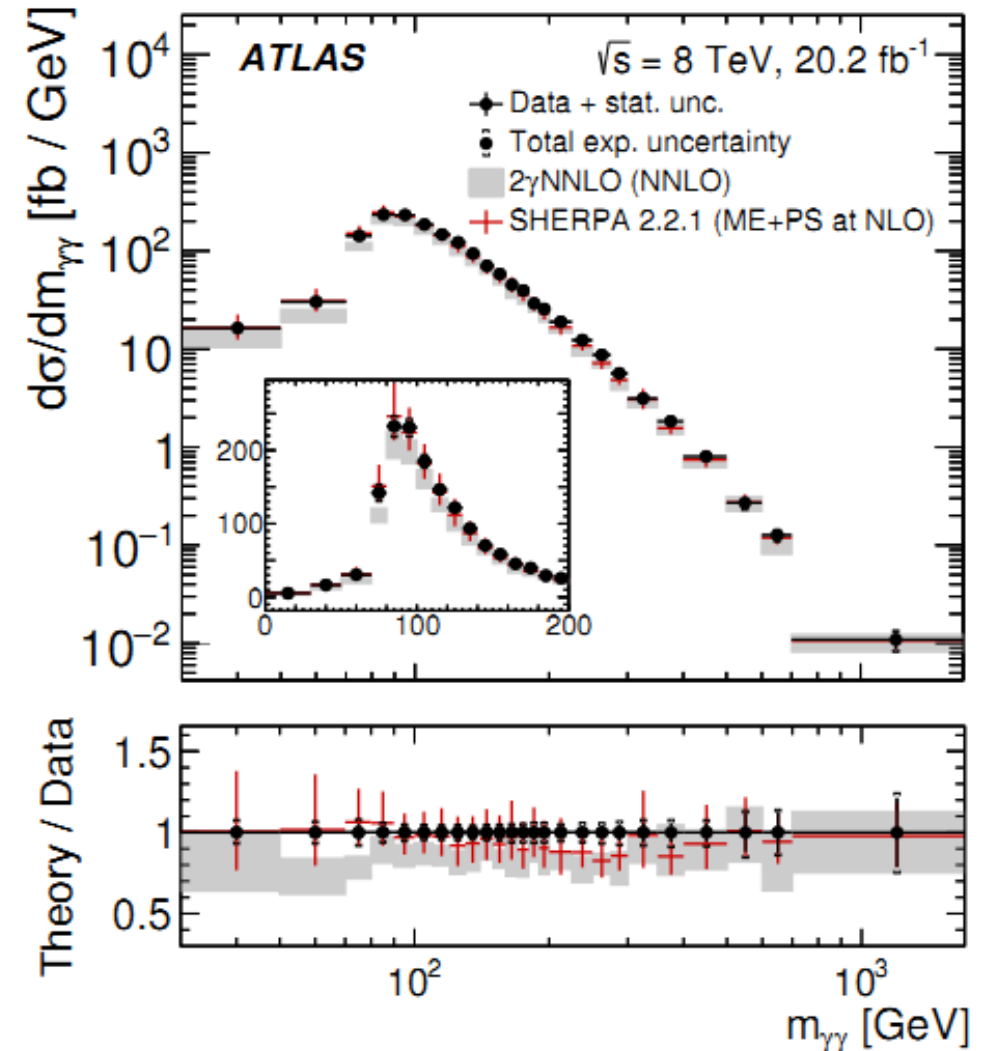 ATLAS
√s = 8 TeV, 20.2 fb⁻¹
Data + stat. unc.
Total exp. uncertainty
2γNNLO (NNLO)
SHERPA 2.2.1 (ME+PS at NLO)
dσ/dm_γγ [fb / GeV]
10⁴
10³
10²
10
1
10⁻¹
10⁻²
200
100
0
0 100 200
Theory / Data
1.5
1
0.5
10² 10³
m_γγ [GeV]